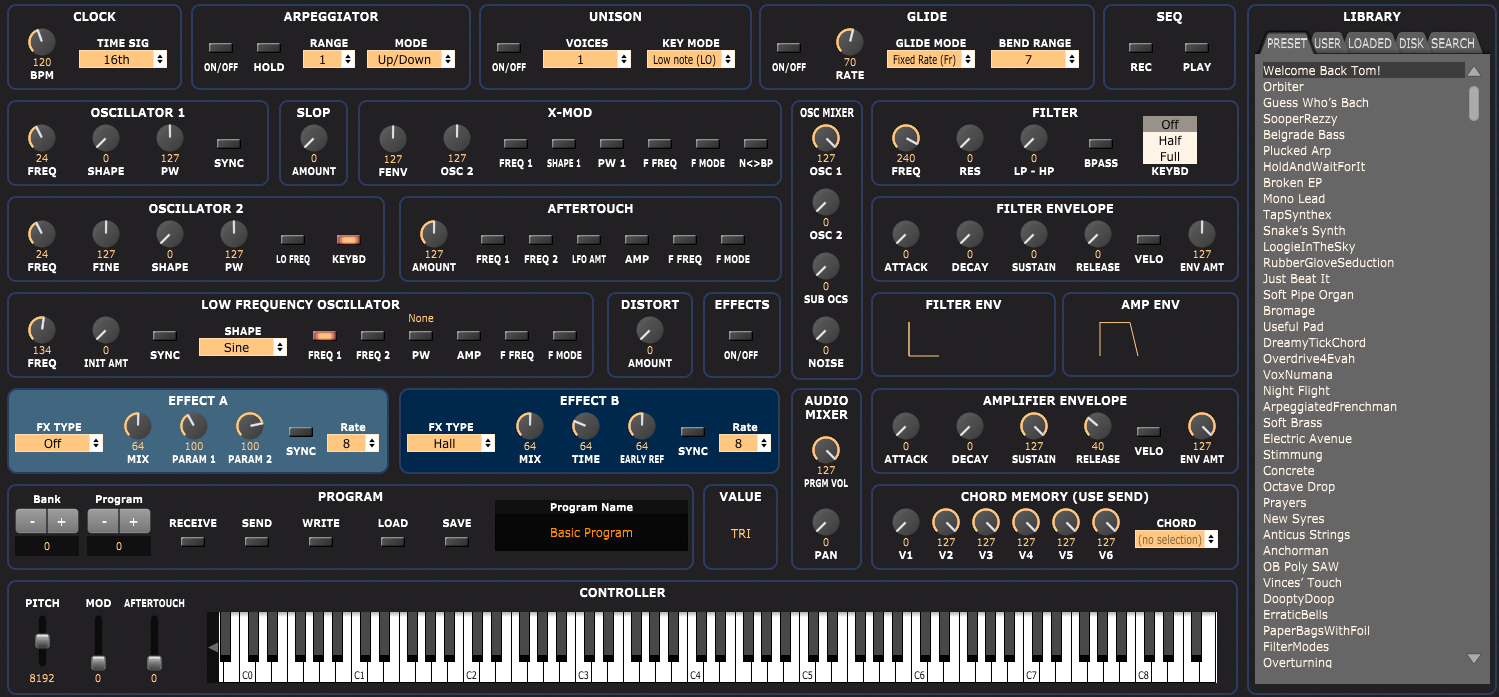 CLOCK
120
BPM
TIME SIG
16th
ARPEGGIATOR
ON/OFF
HOLD
RANGE
1
MODE
Up/Down
UNISON
ON/OFF
VOICES
1
KEY MODE
Low note (LO)
GLIDE
ON/OFF
70
RATE
GLIDE MODE
Fixed Rate (Fr)
BEND RANGE
7
SEQ
REC
PLAY
OSCILLATOR 1
24
FREQ
0
SHAPE
127
PW
SYNC
SLOP
0
AMOUNT
X-MOD
127
FENV
127
OSC 2
FREQ 1
SHAPE 1
PW 1
F FREQ
F MODE
N<>BP
OSC MIXER
127
OSC 1
0
OSC 2
0
SUB OCS
0
NOISE
FILTER
240
FREQ
0
RES
0
LP - HP
BPASS
Off
Half
Full
KEYBD
OSCILLATOR 2
24
FREQ
127
FINE
0
SHAPE
127
PW
LO FREQ
KEYBD
AFTERTOUCH
127
AMOUNT
FREQ 1
FREQ 2
LFO AMT
AMP
F FREQ
F MODE
FILTER ENVELOPE
0
ATTACK
0
DECAY
0
SUSTAIN
0
RELEASE
VELO
127
ENV AMT
LOW FREQUENCY OSCILLATOR
134
FREQ
0
INIT AMT
SYNC
SHAPE
Sine
FREQ 1
FREQ 2
None
PW
AMP
F FREQ
F MODE
DISTORT
0
AMOUNT
EFFECTS
ON/OFF
FILTER ENV
AMP ENV
EFFECT A
FX TYPE
Off
64
MIX
100
PARAM 1
100
PARAM 2
SYNC
Rate
8
EFFECT B
FX TYPE
Hall
64
MIX
64
TIME
64
EARLY REF
SYNC
Rate
8
AUDIO
MIXER
127
PRGM VOL
0
PAN
AMPLIFIER ENVELOPE
0
ATTACK
0
DECAY
127
SUSTAIN
40
RELEASE
VELO
127
ENV AMT
PROGRAM
Bank
- +
0
Program
- +
0
RECEIVE
SEND
WRITE
LOAD
SAVE
Program Name
Basic Program
VALUE
TRI
CHORD MEMORY (USE SEND)
0
V1
127
V2
127
V3
127
V4
127
V5
127
V6
CHORD
(no selection)
CONTROLLER
PITCH
8192
MOD
0
AFTERTOUCH
0
C0
C1
C2
C3
C4
C5
C6
C7
C8
LIBRARY
PRESET USER LOADED DISK SEARCH
Welcome Back Tom!
Orbiter
Guess Who's Bach
SooperRezzy
Belgrade Bass
Plucked Arp
HoldAndWaitForIt
Broken EP
Mono Lead
TapSynthex
Snake's Synth
LoogieInTheSky
RubberGloveSeduction
Just Beat It
Soft Pipe Organ
Bromage
Useful Pad
DreamyTickChord
Overdrive4Evah
VoxNumana
Night Flight
ArpeggiatedFrenchman
Soft Brass
Electric Avenue
Stimmung
Concrete
Octave Drop
Prayers
New Syres
Anticus Strings
Anchorman
OB Poly SAW
Vinces' Touch
DooptyDoop
ErraticBells
PaperBagsWithFoil
FilterModes
Overturning